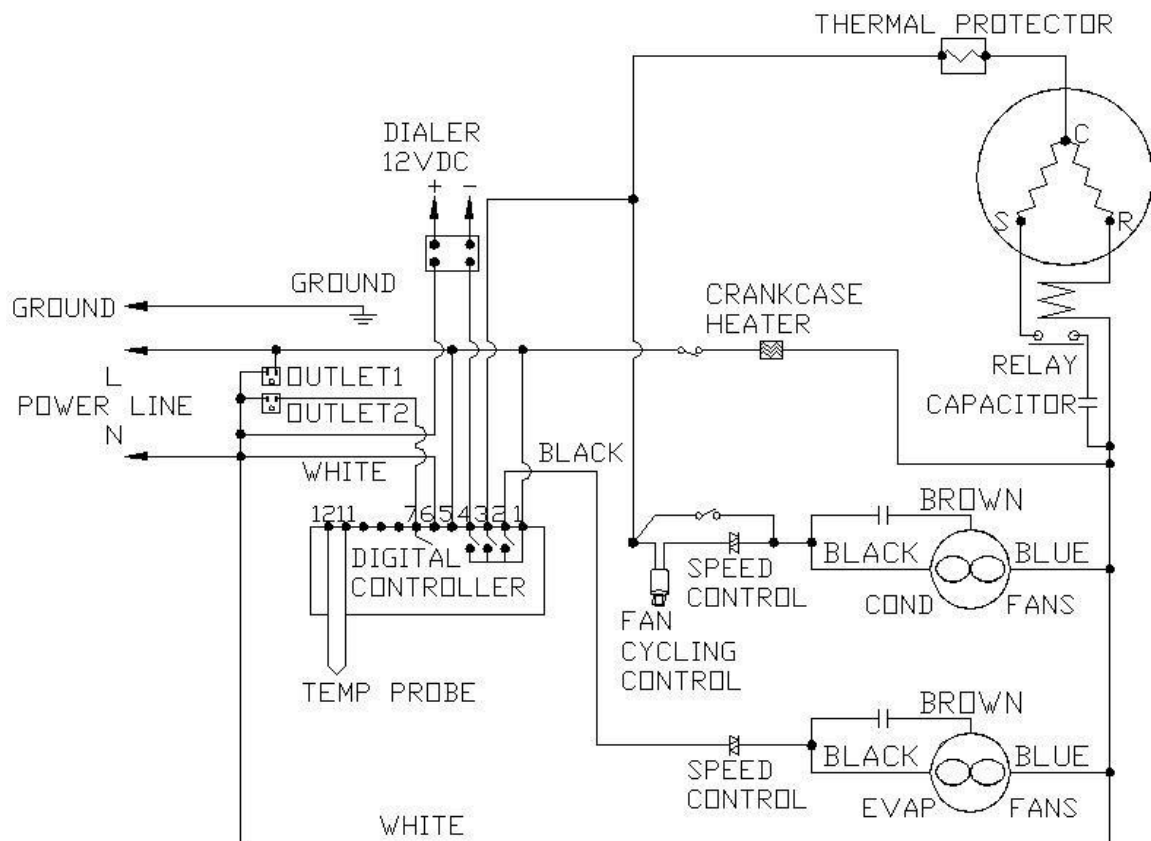 THERMAL PROTECTOR
DIALER
12VDC
+ -
C
S R
GROUND
GROUND
CRANKCASE
HEATER
RELAY
L
OUTLET1
POWER LINE
OUTLET2
CAPACITOR
N
WHITE
BLACK
BROWN
1211 765432 1
DIGITAL
CONTROLLER
SPEED
CONTROL
BLACK BLUE
COND FANS
FAN
CYCLING
CONTROL
TEMP PROBE
BROWN
SPEED
CONTROL
BLACK BLUE
EVAP FANS
WHITE